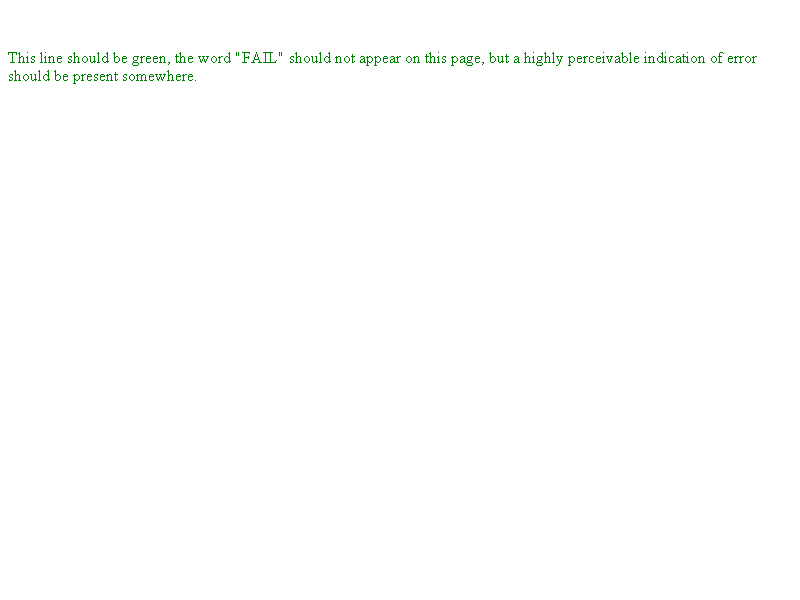 This line should be green, the word "FAIL" should not appear on this page, but a highly perceivable indication of error
should be present somewhere.